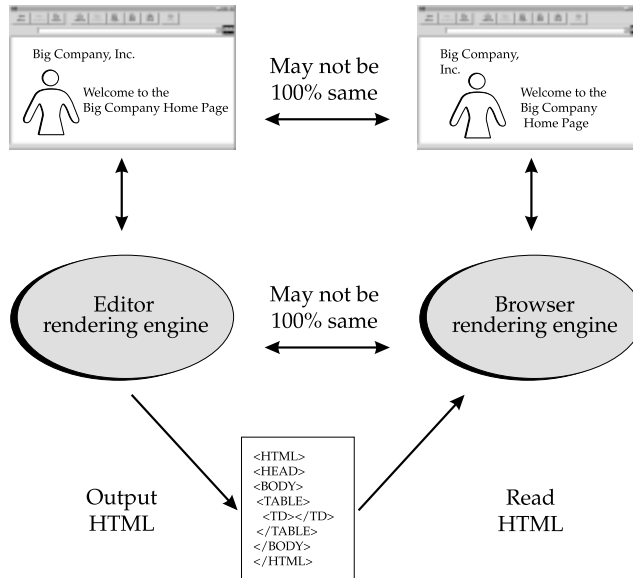 Big Company, Inc.
Welcome to the
Big Company Home Page
May not be
100% same
Big Company,
Inc.
Welcome to the
Big Company
Home Page
Editor
rendering engine
May not be
100% same
Browser
rendering engine
Output
HTML
<HTML>
<HEAD>
<BODY>
<TABLE>
<TD></TD>
</TABLE>
</BODY>
</HTML>
Read
HTML